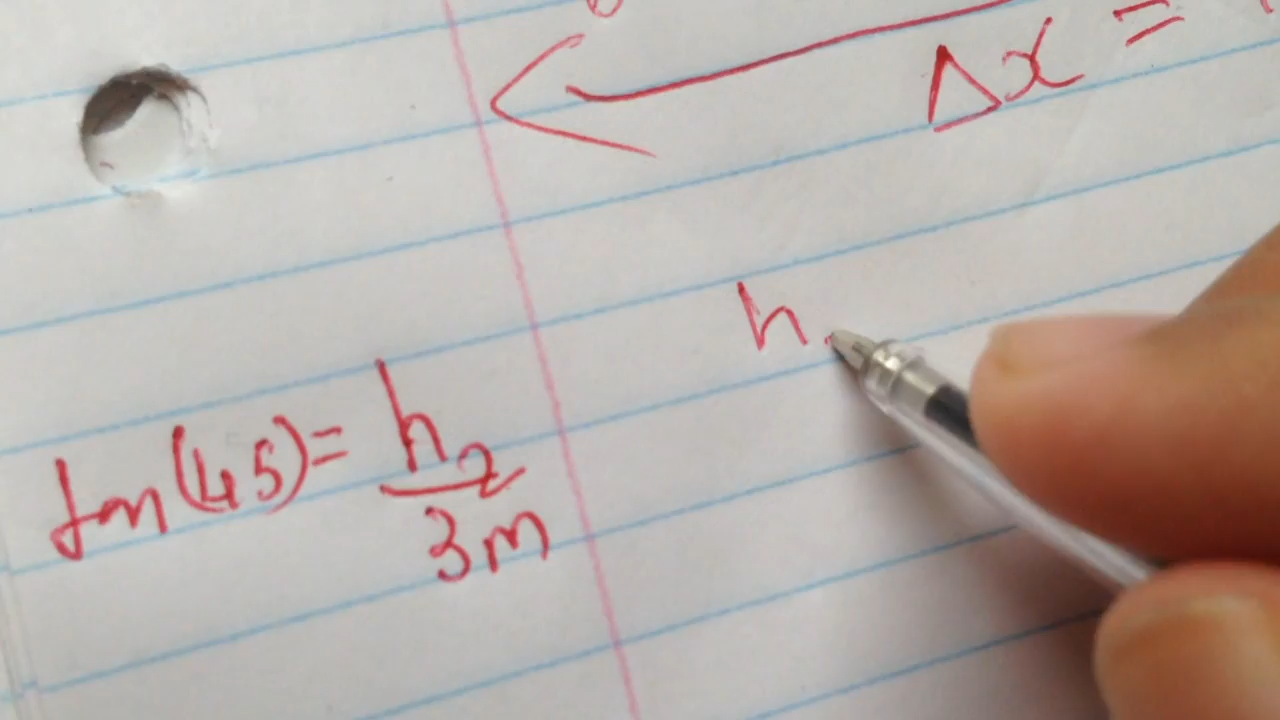 Δx =
h
tan(45) = h₂/3m